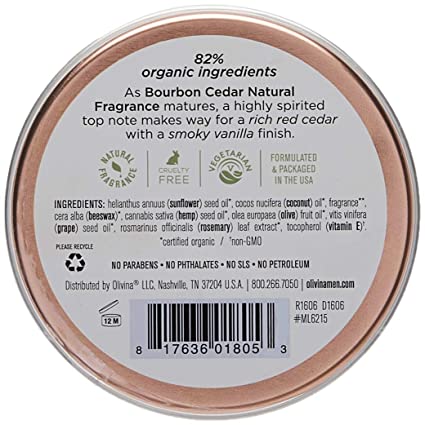 82%
organic ingredients
As Bourbon Cedar Natural
Fragrance matures, a highly spirited
top note makes way for a rich red cedar
with a smoky vanilla finish.
NATURAL FRAGRANCE
CRUELTY
FREE
VEGETARIAN
V
FORMULATED
& PACKAGED
IN THE USA
INGREDIENTS: helianthus annuus (sunflower) seed oil*, cocos nucifera (coconut) oil*, fragrance**,
cera alba (beeswax)*, cannabis sativa (hemp) seed oil*, olea europaea (olive) fruit oil*, vitis vinifera
(grape) seed oil*, rosmarinus officinalis (rosemary) leaf extract*, tocopherol (vitamin E)*.
*certified organic / *non-GMO
PLEASE RECYCLE
NO PARABENS • NO PHTHALATES • NO SLS • NO PETROLEUM
Distributed by Olivina® LLC, Nashville, TN 37204 U.S.A. | 800.266.7050 | olivinamen.com
12 M
R1606 D1606
#ML6215
8 17636 01805 3